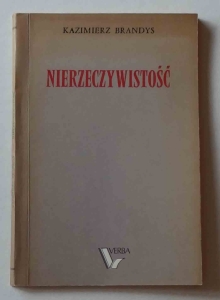 KAZIMIERZ BRANDYS
NIERZECZYWISTOŚĆ
VERBA